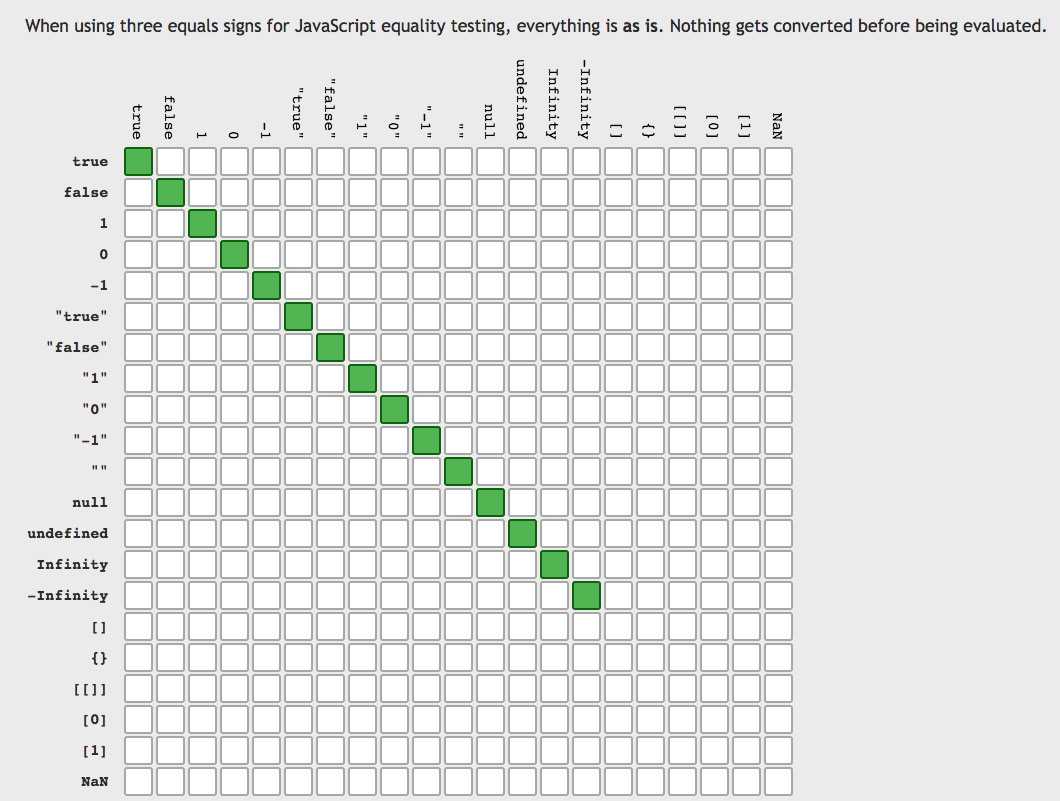 When using three equals signs for JavaScript equality testing, everything is as is. Nothing gets converted before being evaluated.
true
false
1
0
-1
"true"
"false"
"1"
"0"
"-1"
""
null
undefined
Infinity
-Infinity
[]
{}
[[]]
[0]
[1]
NaN
true
false
1
0
-1
"true"
"false"
"1"
"0"
"-1"
""
null
undefined
Infinity
-Infinity
[]
{}
[[]]
[0]
[1]
NaN